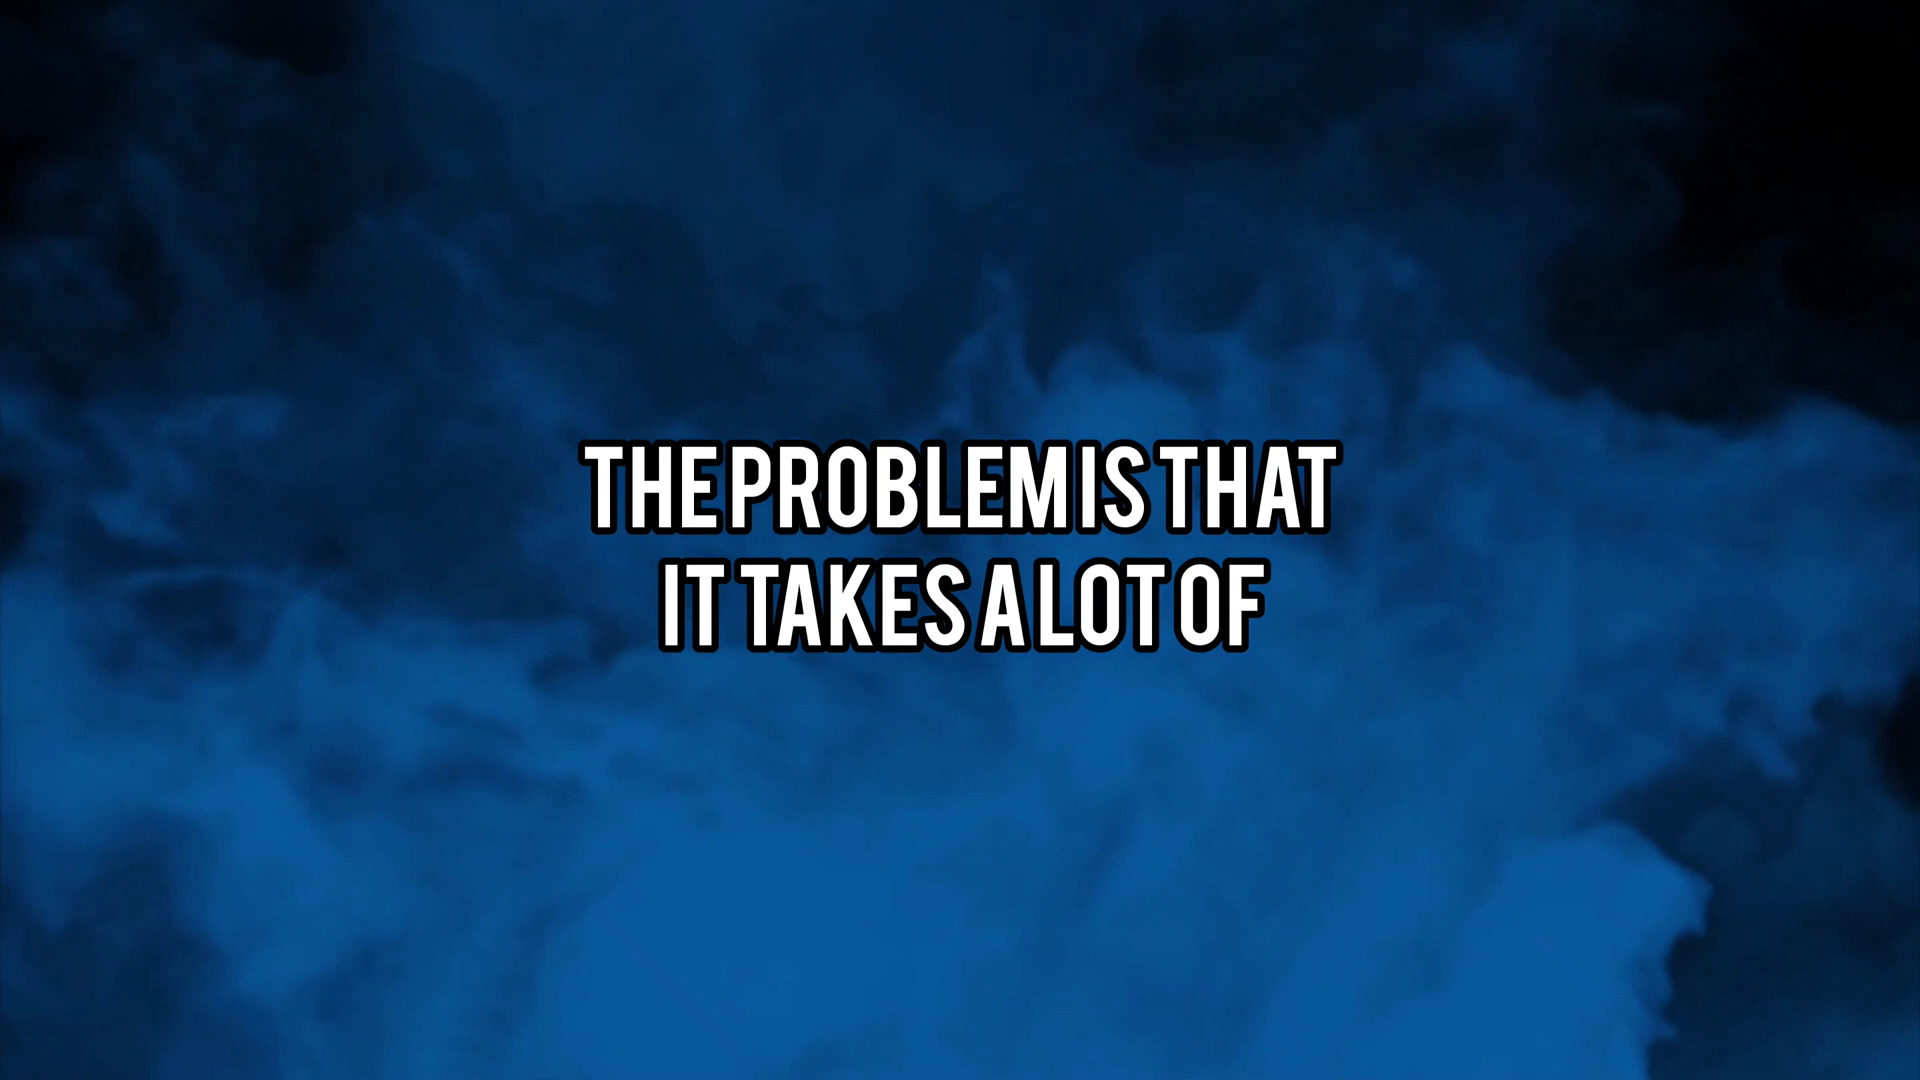 THE PROBLEM IS THAT
IT TAKES A LOT OF